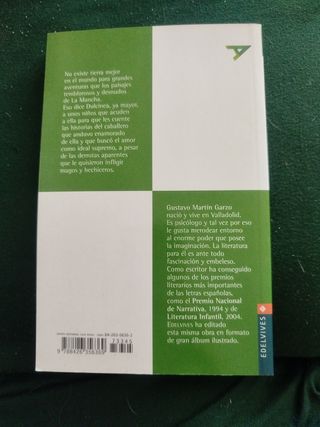 No existe tierra mejor
en el mundo para grandes
aventuras que los paisajes
temblorosos y desnudos
de La Mancha.
Eso dice Dulcinea, ya mayor,
a unos niños que acuden
a ella para que les cuente
las historias del caballero
que anduvo enamorado
de ella y que buscó el amor
como ideal supremo, a pesar
de las derrotas aparentes
que le quisieron infligir
magos y hechiceros.
Gustavo Martín Garzo
nació y vive en Valladolid.
Es psicólogo y tal vez por eso
le gusta merodear entorno
al enorme poder que posee
la imaginación. La literatura
para él es ante todo
fascinación y embeleso.
Como escritor ha conseguido
algunos de los premios
literarios más importantes
de las letras españolas,
como el Premio Nacional
de Narrativa, 1994 y de
Literatura Infantil, 2004.
EDELVIVES ha editado
esta misma obra en formato
de gran álbum ilustrado.
EDELVIVES
73345